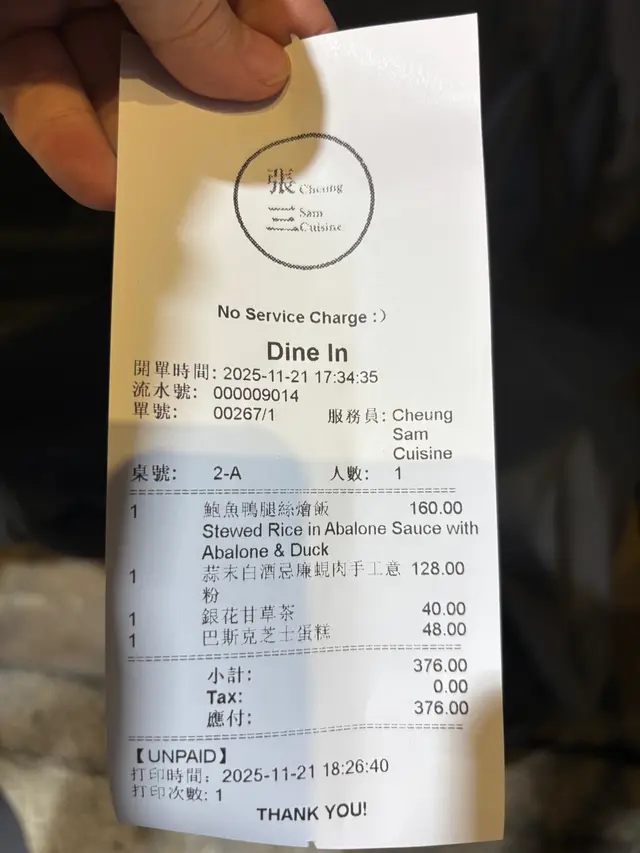 張 Cheung
三 Sam
Cuisine
No Service Charge :)
Dine In
開單時間: 2025-11-21 17:34:35
流水號: 000009014
單號: 00267/1 服務員: Cheung
Sam
Cuisine
桌號: 2-A 人數: 1
1 鮑魚鴨腿絲燴飯 160.00
Stewed Rice in Abalone Sauce with
Abalone & Duck
1 蒜末白酒忌廉蜆肉手工意 128.00
粉
1 銀花甘草茶 40.00
1 巴斯克芝士蛋糕 48.00
小計: 376.00
Tax: 0.00
應付: 376.00
【UNPAID】
打印時間: 2025-11-21 18:26:40
打印次數: 1
THANK YOU!